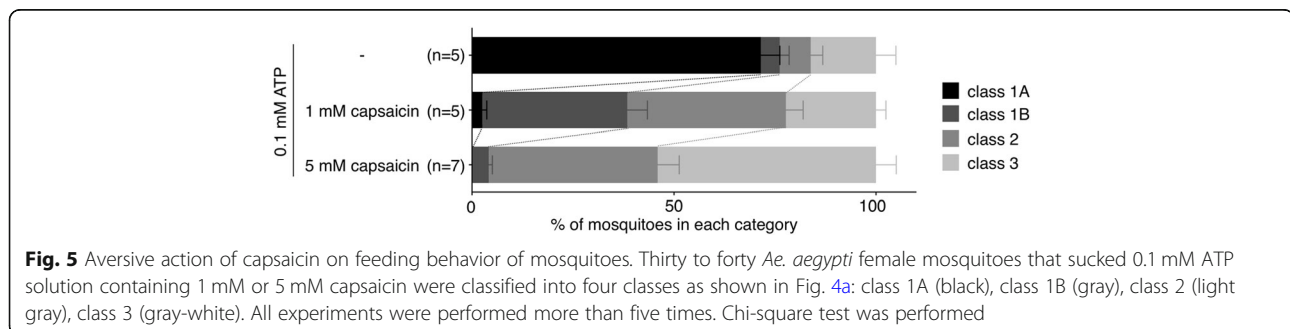 - (n=5)
0.1 mM ATP
1 mM capsaicin (n=5)
5 mM capsaicin (n=7)
class 1A
class 1B
class 2
class 3
0 50 100
% of mosquitoes in each category
Fig. 5 Aversive action of capsaicin on feeding behavior of mosquitoes. Thirty to forty Ae. aegypti female mosquitoes that sucked 0.1 mM ATP
solution containing 1 mM or 5 mM capsaicin were classified into four classes as shown in Fig. 4a: class 1A (black), class 1B (gray), class 2 (light
gray), class 3 (gray-white). All experiments were performed more than five times. Chi-square test was performed